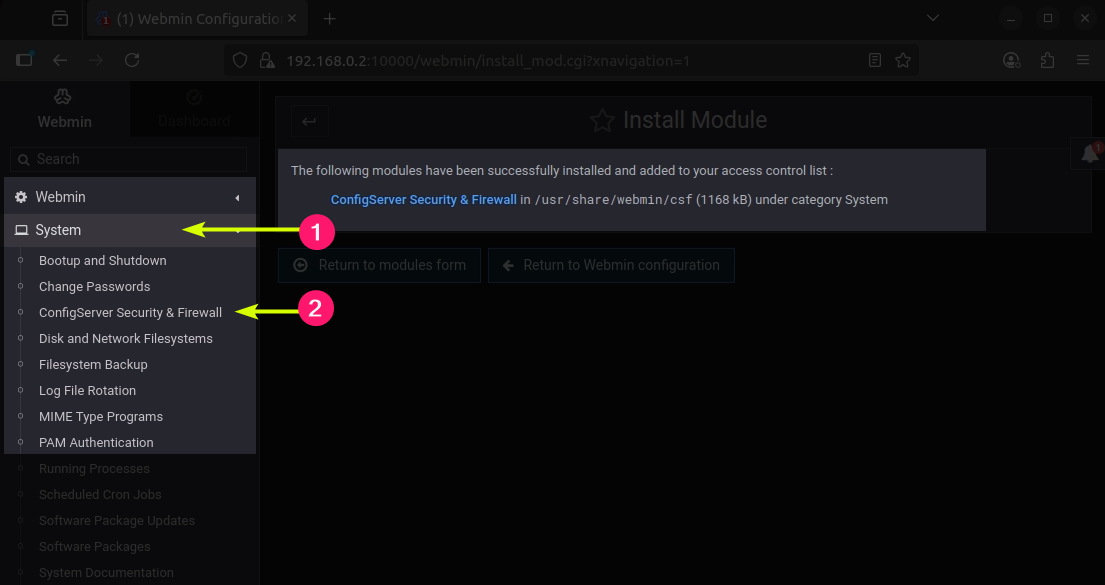 (1) Webmin Configuratio
192.168.0.2:10000/webmin/install_mod.cgi?xnavigation=1
Webmin
Dashboard
Search
Install Module
The following modules have been successfully installed and added to your access control list :
ConfigServer Security & Firewall in /usr/share/webmin/csf (1168 kB) under category System
Return to modules form
Return to Webmin configuration
1
1
Webmin
System
1
Bootup and Shutdown
Change Passwords
ConfigServer Security & Firewall
2
Disk and Network Filesystems
Filesystem Backup
Log File Rotation
MIME Type Programs
PAM Authentication
Running Processes
Scheduled Cron Jobs
Software Package Updates
Software Packages
System Documentation